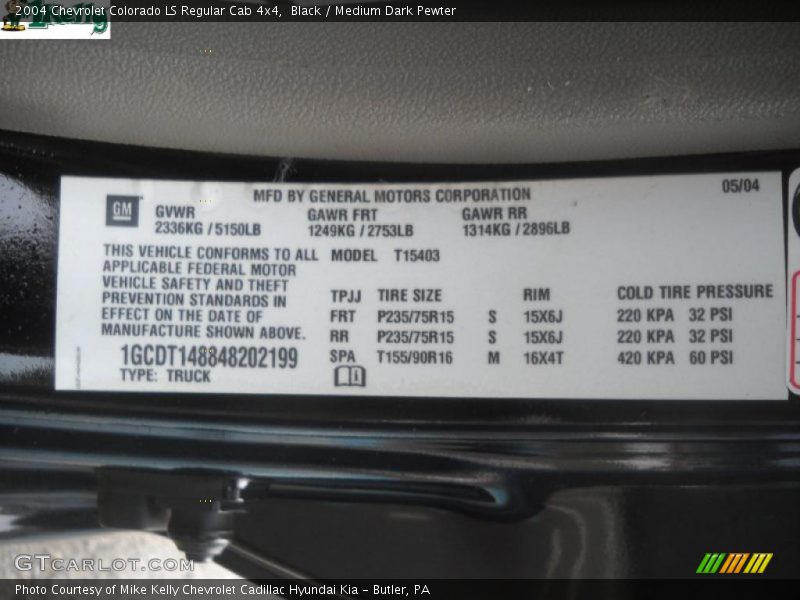 2004 Chevrolet Colorado LS Regular Cab 4x4, Black / Medium Dark Pewter
MFD BY GENERAL MOTORS CORPORATION 05/04
GM GVWR GAWR FRT GAWR RR
2336KG / 5150LB 1249KG / 2753LB 1314KG / 2896LB
THIS VEHICLE CONFORMS TO ALL
APPLICABLE FEDERAL MOTOR
VEHICLE SAFETY AND THEFT
PREVENTION STANDARDS IN
EFFECT ON THE DATE OF
MANUFACTURE SHOWN ABOVE.
1GCDT148848202199
TYPE: TRUCK
MODEL T15403
TPJJ TIRE SIZE RIM COLD TIRE PRESSURE
FRT P235/75R15 S 15X6J 220 KPA 32 PSI
RR P235/75R15 S 15X6J 220 KPA 32 PSI
SPA T155/90R16 M 16X4T 420 KPA 60 PSI
GTCARLOT.COM
Photo Courtesy of Mike Kelly Chevrolet Cadillac Hyundai Kia – Butler, PA